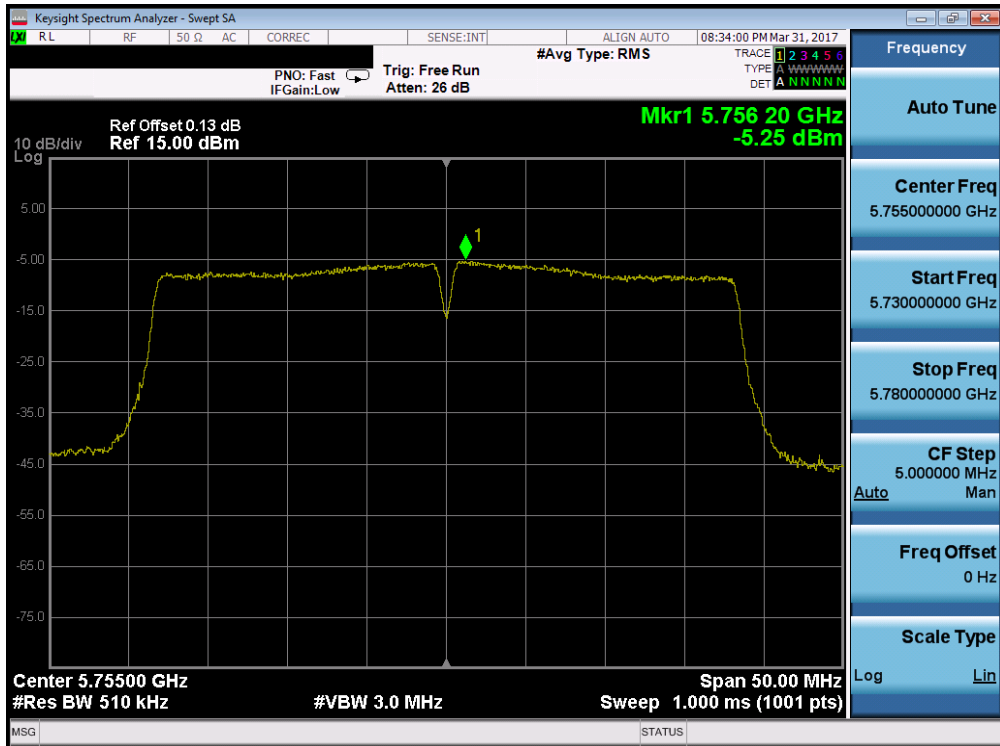 Keysight Spectrum Analyzer - Swept SA
LXI RL RF 50 Ω AC CORREC SENSE:INT ALIGN AUTO 08:34:00 PM Mar 31, 2017
PNO: Fast
IFGain:Low
Trig: Free Run
Atten: 26 dB
#Avg Type: RMS
TRACE 1 2 3 4 5 6
TYPE A WWWWW
DET A N N N N N
Mkr1 5.756 20 GHz
-5.25 dBm
Ref Offset 0.13 dB
10 dB/div Ref 15.00 dBm
Log
5.00
-5.00
-15.0
-25.0
-35.0
-45.0
-55.0
-65.0
-75.0
1
Center 5.75500 GHz Span 50.00 MHz
#Res BW 510 kHz #VBW 3.0 MHz Sweep 1.000 ms (1001 pts)
MSG STATUS
Frequency
Auto Tune
Center Freq
5.755000000 GHz
Start Freq
5.730000000 GHz
Stop Freq
5.780000000 GHz
CF Step
5.000000 MHz
Auto Man
Freq Offset
0 Hz
Scale Type
Log Lin